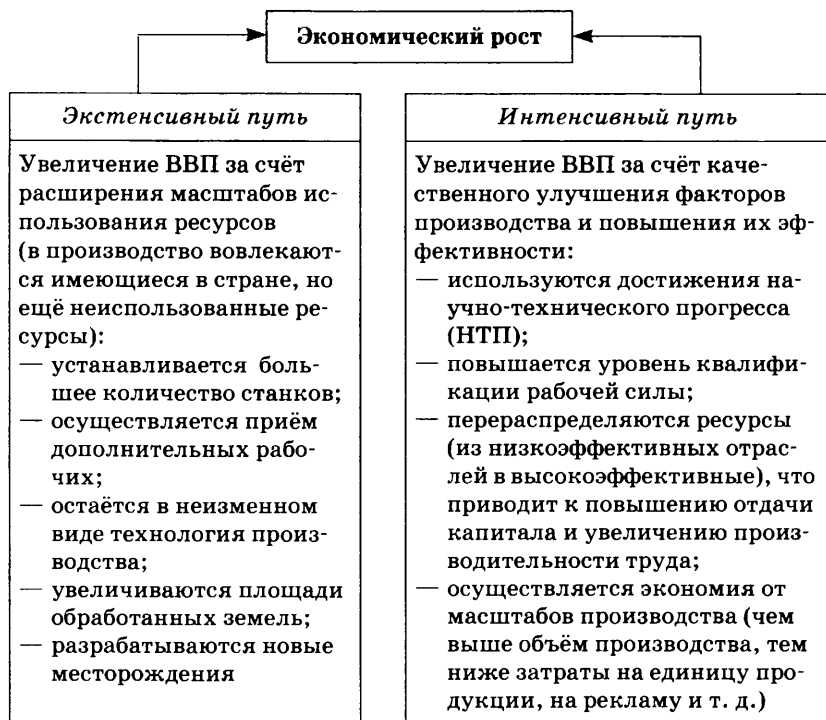 Экономический рост
Экстенсивный путь
Увеличение ВВП за счёт
расширения масштабов ис-
пользования ресурсов
(в производство вовлекают-
ся имеющиеся в стране, но
ещё неиспользованные ре-
сурсы):
— устанавливается боль-
шее количество станков;
— осуществляется приём
дополнительных рабо-
чих;
— остаётся в неизменном
виде технология произ-
водства;
— увеличиваются площади
обработанных земель;
— разрабатываются новые
месторождения
Интенсивный путь
Увеличение ВВП за счёт каче-
ственного улучшения факторов
производства и повышения их эф-
фективности:
— используются достижения на-
учно-технического прогресса
(НТП);
— повышается уровень квалифи-
кации рабочей силы;
— перераспределяются ресурсы
(из низкоэффективных отрас-
лей в высокоэффективные), что
приводит к повышению отдачи
капитала и увеличению произ-
водительности труда;
— осуществляется экономия от
масштабов производства (чем
выше объём производства, тем
ниже затраты на единицу про-
дукции, на рекламу и т. д.)